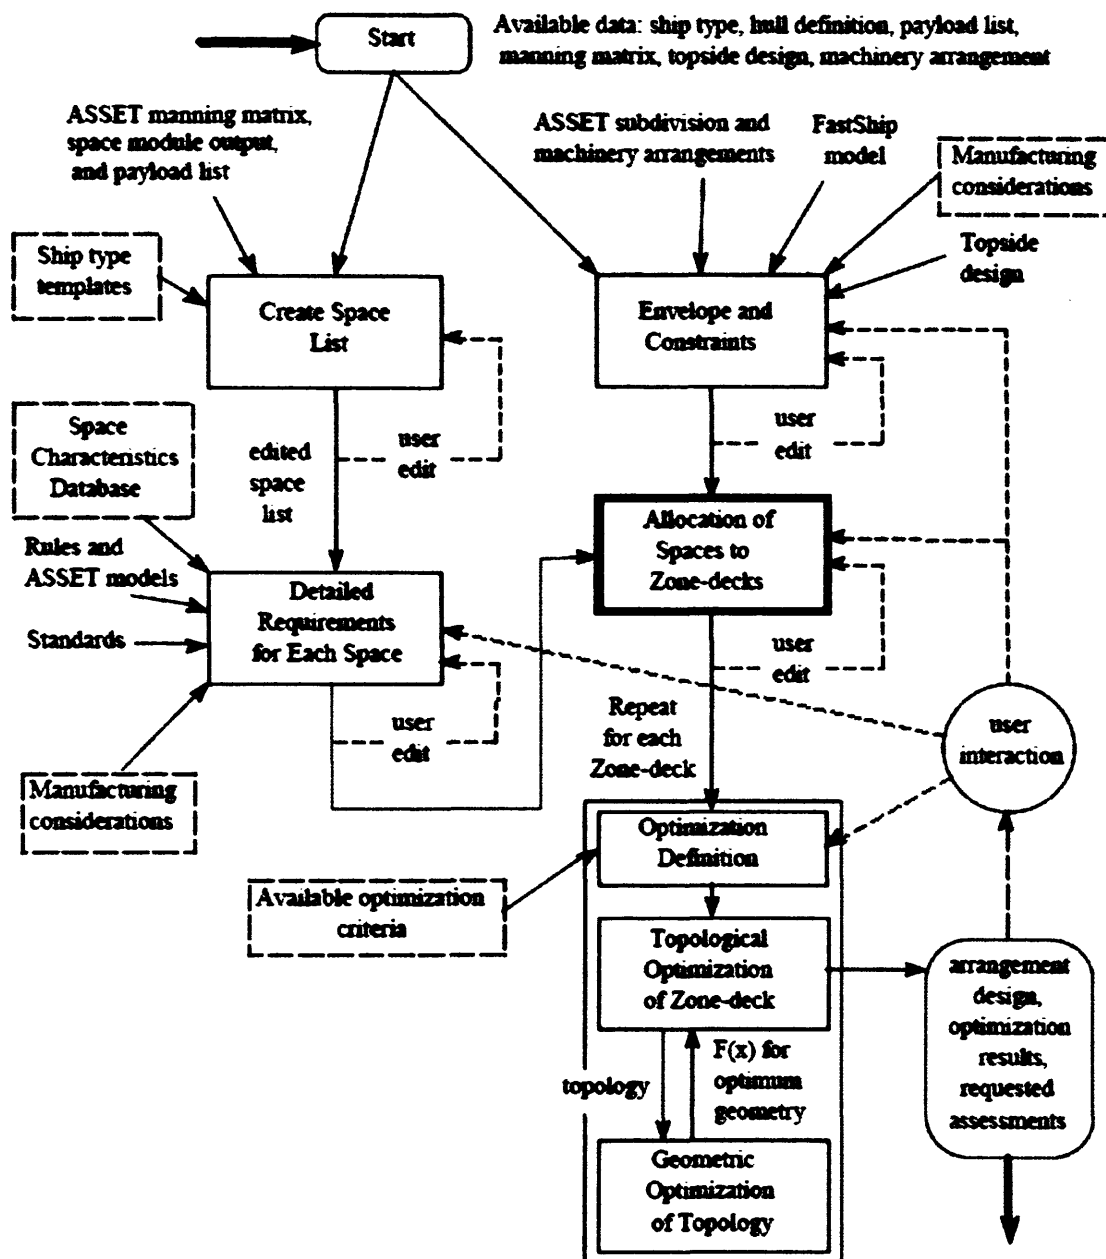 Start
Available data: ship type, hull definition, payload list,
manning matrix, topside design, machinery arrangement
ASSET manning matrix,
space module output,
and payload list
ASSET subdivision and
machinery arrangements
FastShip
model
Manufacturing
considerations
Ship type
templates
Topside
design
Create Space
List
Envelope and
Constraints
Space
Characteristics
Database
edited
space
list
user
edit
user
edit
Rules and
ASSET models
Standards
Detailed
Requirements
for Each Space
Allocation of
Spaces to
Zone-decks
user
edit
user
edit
Manufacturing
considerations
Repeat
for each
Zone-deck
user
interaction
Optimization
Definition
Available optimization
criteria
Topological
Optimization
of Zone-deck
arrangement
design,
optimization
results,
requested
assessments
topology
F(x) for
optimum
geometry
Geometric
Optimization
of Topology